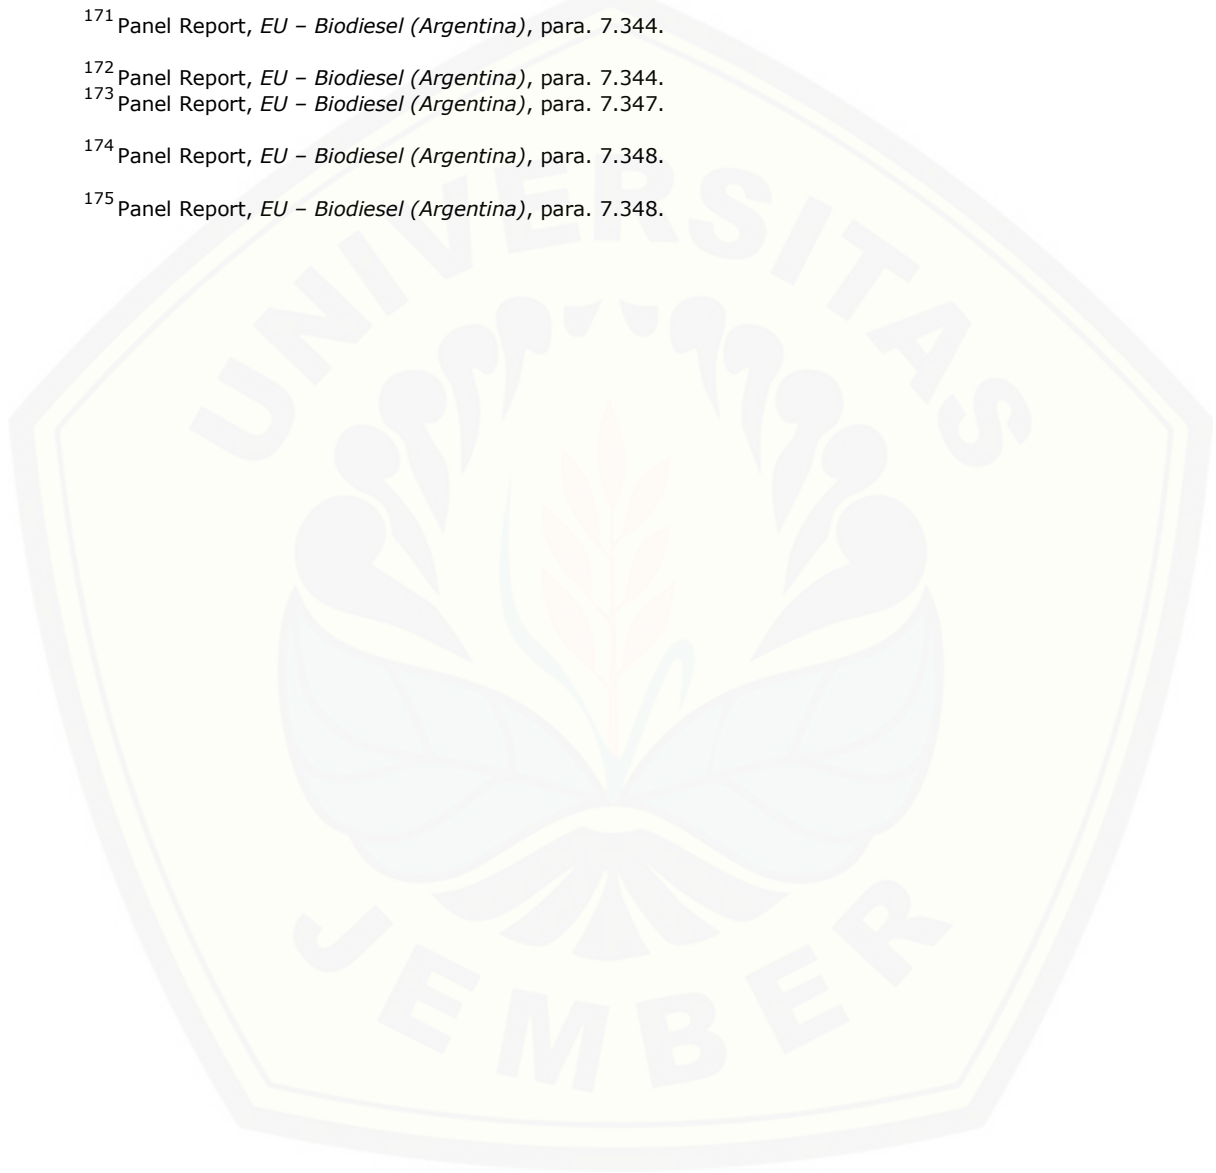 171 Panel Report, EU – Biodiesel (Argentina), para. 7.344.
172 Panel Report, EU – Biodiesel (Argentina), para. 7.344.
173 Panel Report, EU – Biodiesel (Argentina), para. 7.347.
174 Panel Report, EU – Biodiesel (Argentina), para. 7.348.
175 Panel Report, EU – Biodiesel (Argentina), para. 7.348.
UNIVERSITAS
JEMBER